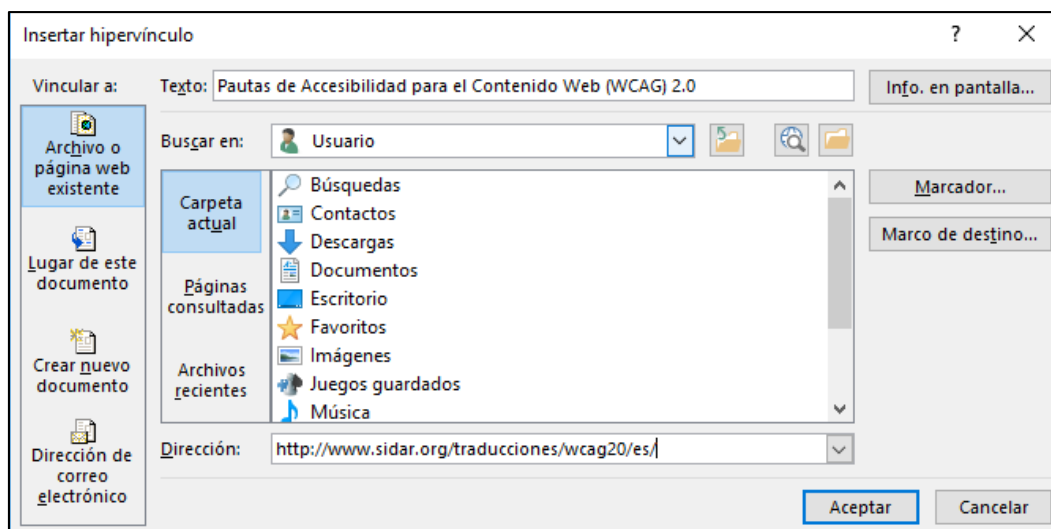 Insertar hipervínculo
?
Vincular a:
Texto: Pautas de Accesibilidad para el Contenido Web (WCAG) 2.0
Info. en pantalla...
Archivo o
página web
existente
Lugar de este
documento
Crear nuevo
documento
Dirección de
correo
electrónico
Buscar en:
Usuario
Carpeta
actual
Páginas
consultadas
Archivos
recientes
Búsquedas
Contactos
Descargas
Documentos
Escritorio
Favoritos
Imágenes
Juegos guardados
Música
Marcador...
Marco de destino...
Dirección: http://www.sidar.org/traducciones/wcag20/es/
Aceptar
Cancelar